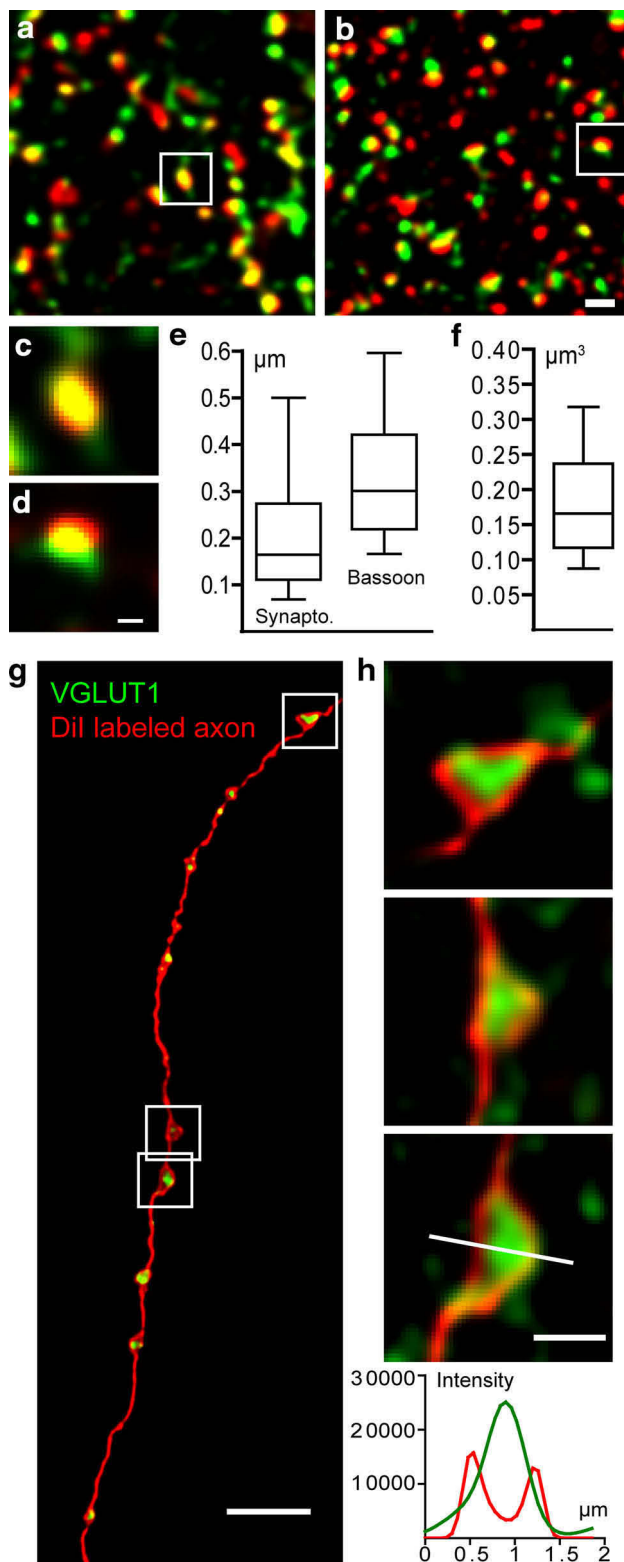 a
b
c
d
e
µm
0.6
0.5
0.4
0.3
0.2
0.1
Synapto.
Bassoon
f
µm³
0.40
0.35
0.30
0.25
0.20
0.15
0.10
0.05
g
VGLUT1
DiI labeled axon
h
Intensity
30000
20000
10000
µm
0 0.5 1 1.5 2